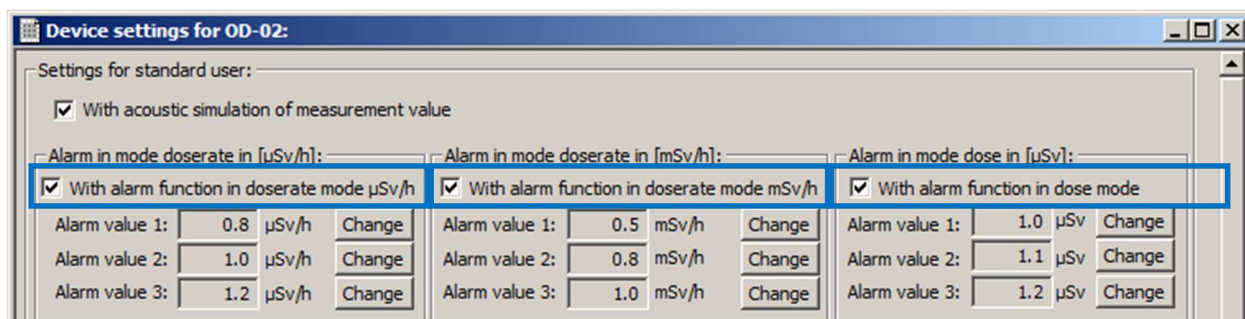 Device settings for OD-02:
Settings for standard user:
With acoustic simulation of measurement value
Alarm in mode doserate in [µSv/h]: Alarm in mode doserate in [mSv/h]: Alarm in mode dose in [µSv]:
With alarm function in doserate mode µSv/h With alarm function in doserate mode mSv/h With alarm function in dose mode
Alarm value 1: 0.8 µSv/h Change Alarm value 1: 0.5 mSv/h Change Alarm value 1: 1.0 µSv Change
Alarm value 2: 1.0 µSv/h Change Alarm value 2: 0.8 mSv/h Change Alarm value 2: 1.1 µSv Change
Alarm value 3: 1.2 µSv/h Change Alarm value 3: 1.0 mSv/h Change Alarm value 3: 1.2 µSv Change